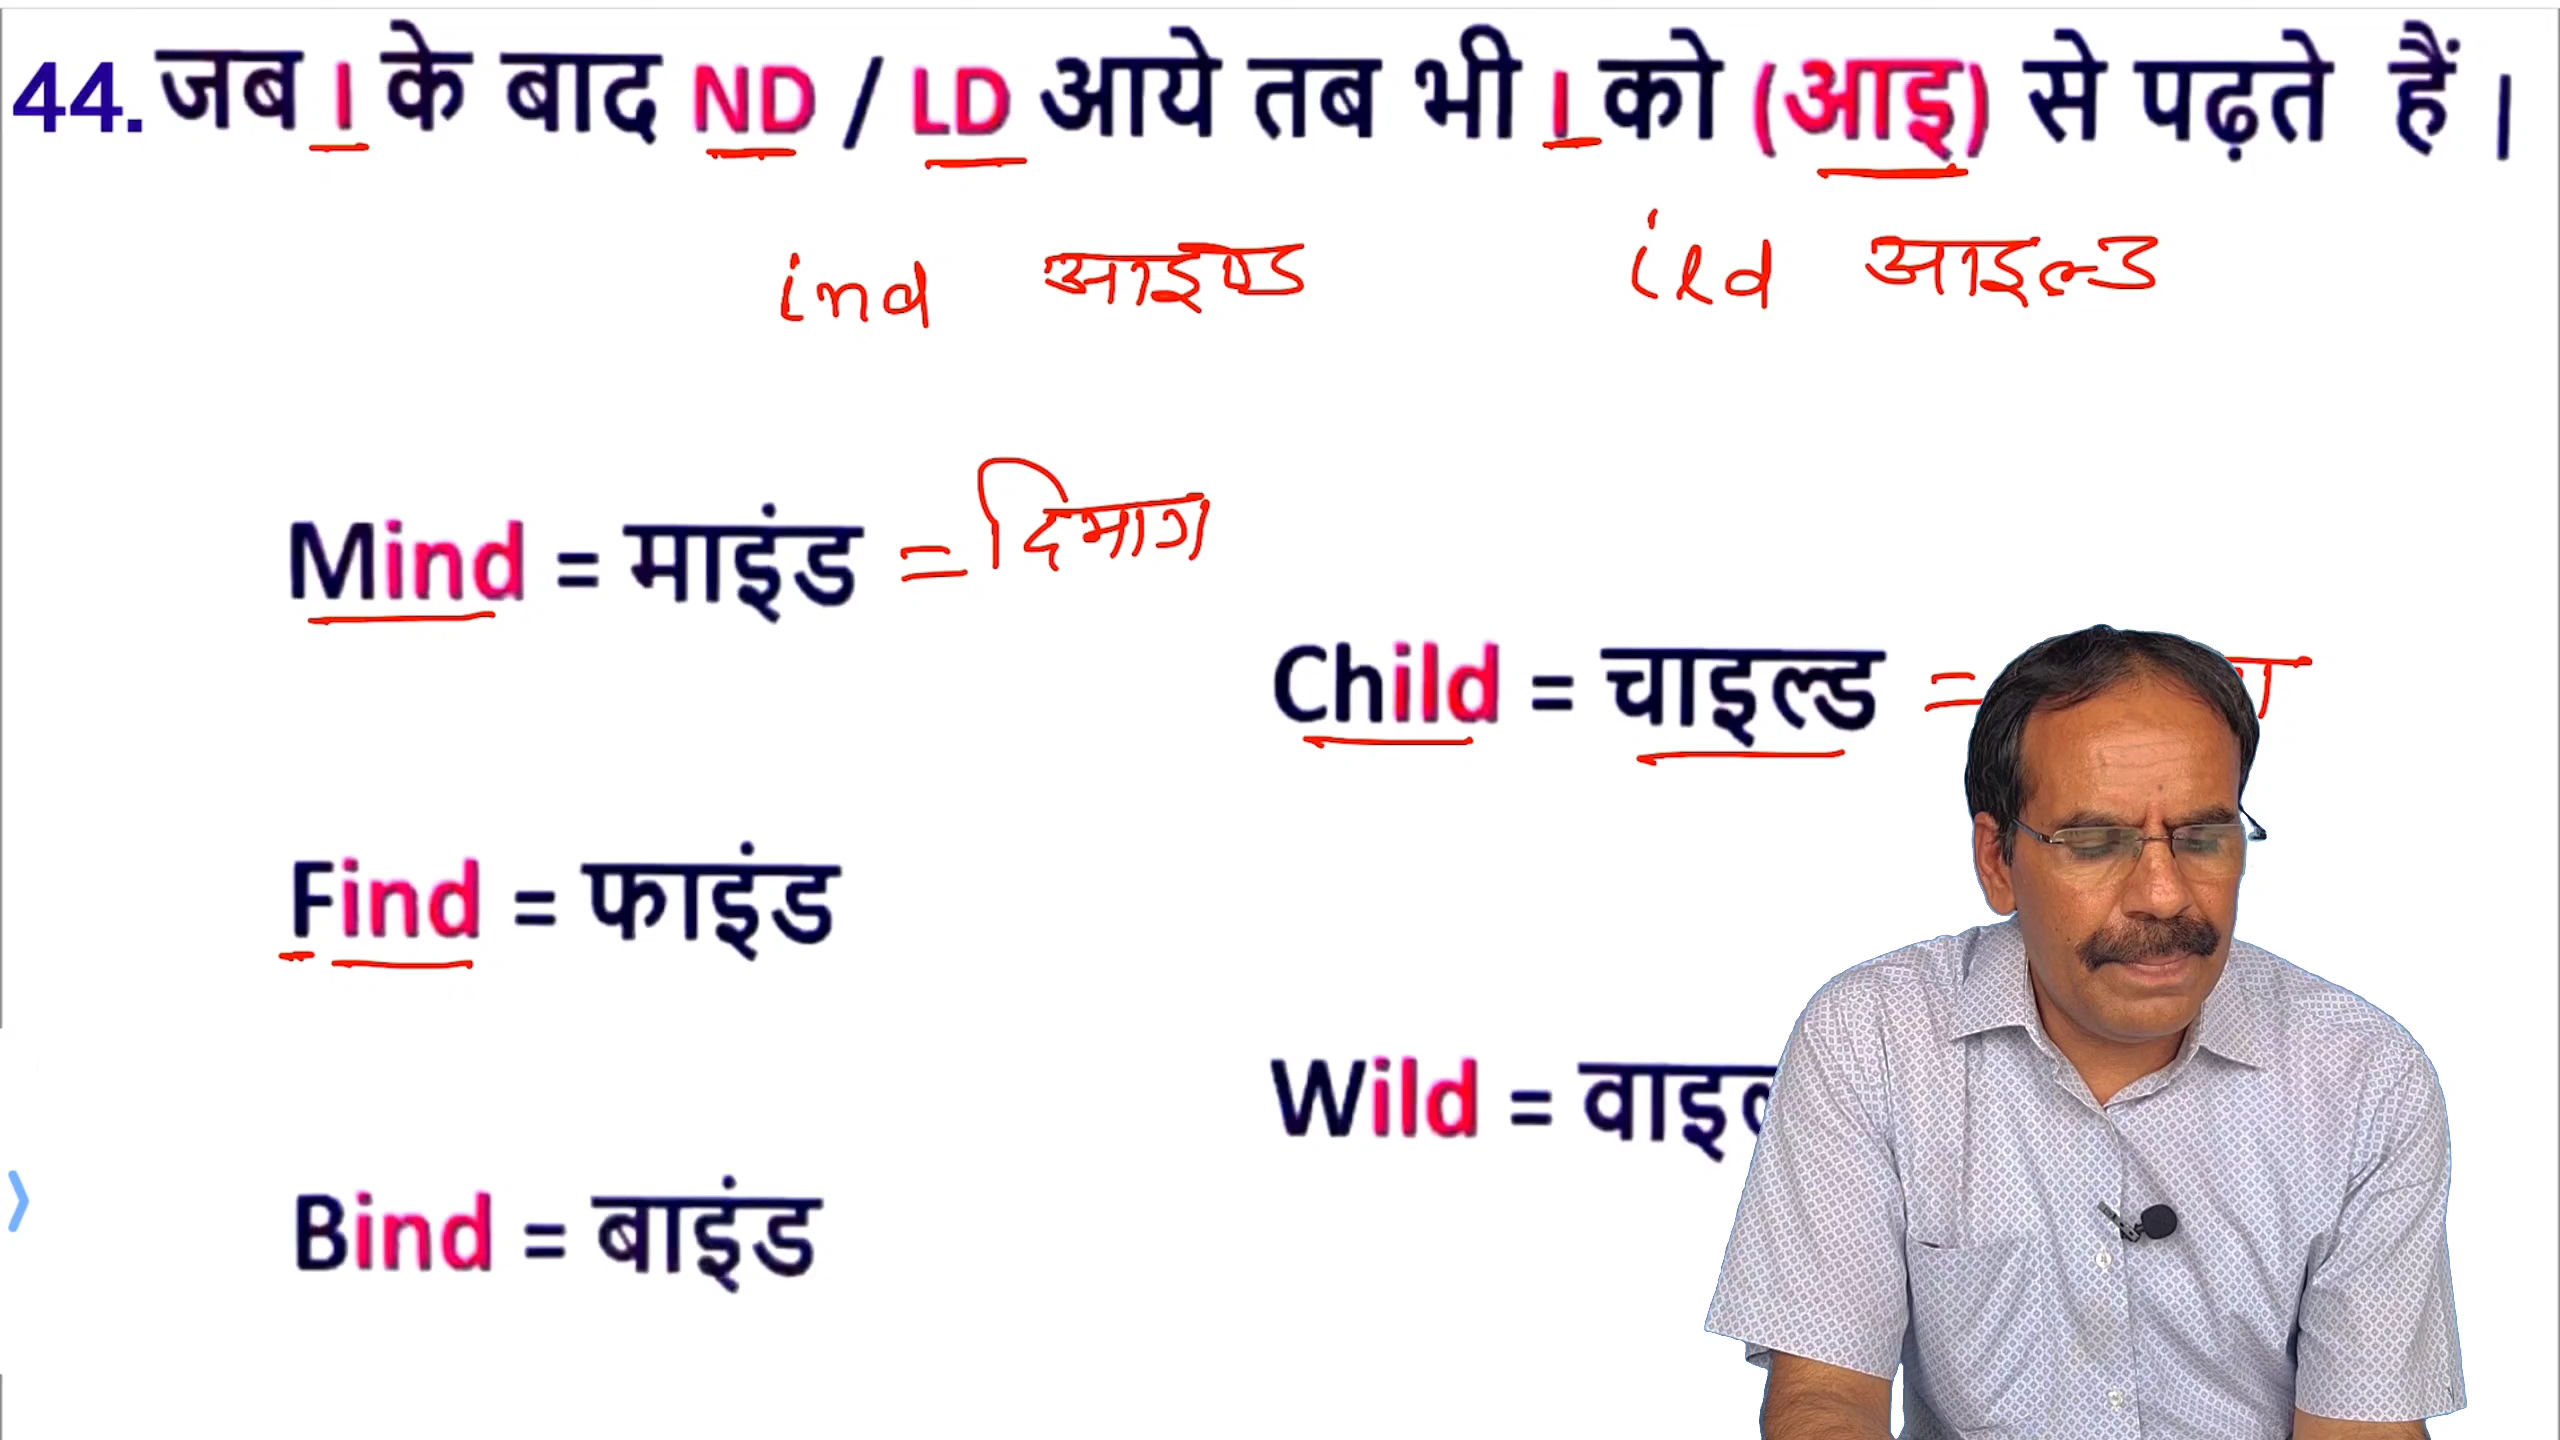 44. जब I के बाद ND / LD आये तब भी I को (आइ) से पढ़ते हैं |
ind आइण्ड ild आइल्ड
Mind = माइंड = दिमाग
Child = चाइल्ड =
Find = फाइंड
Wild =
Bind = बाइंड